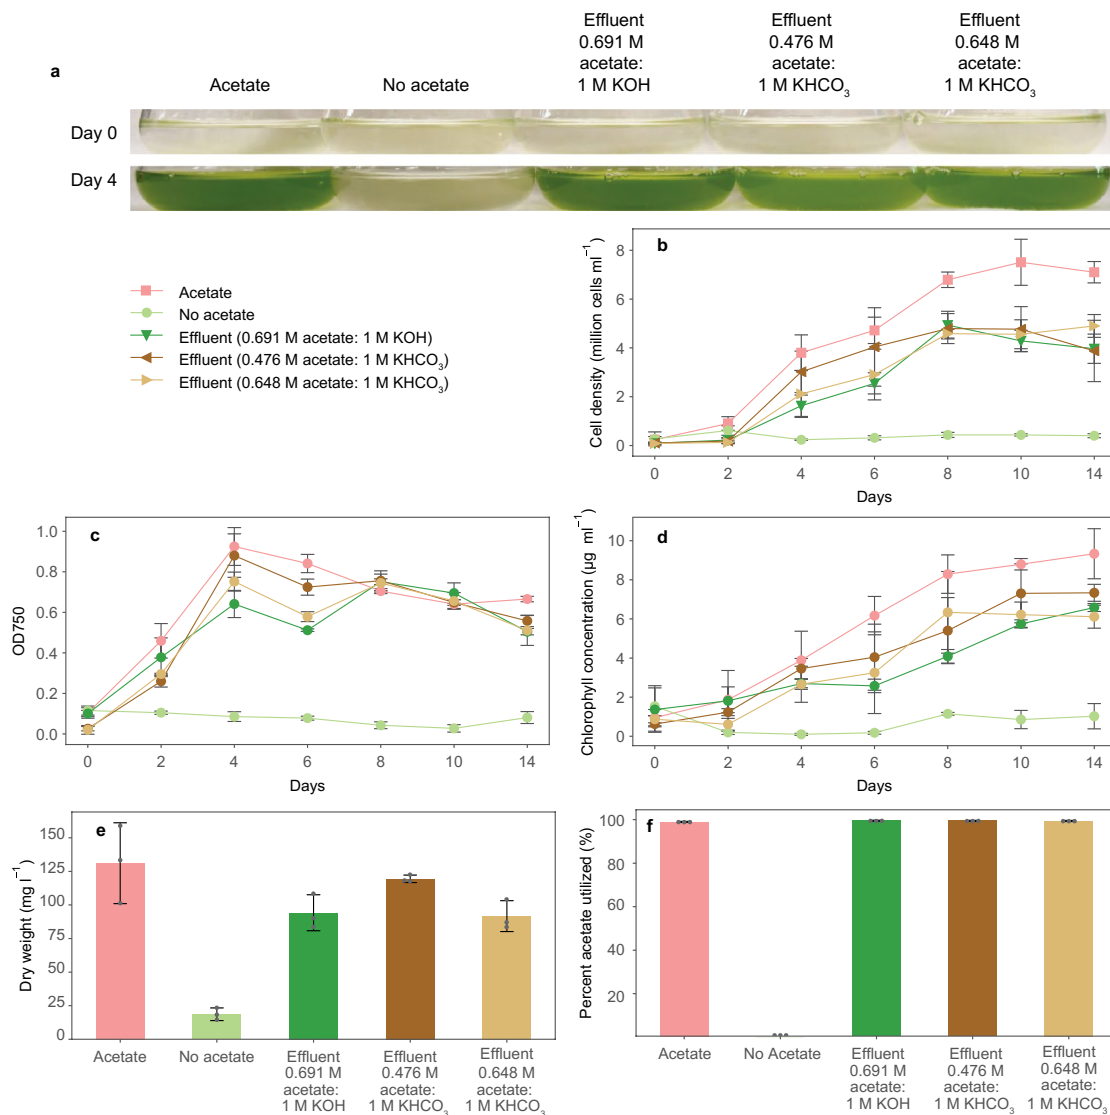 a
Acetate
No acetate
Effluent
0.691 M
acetate:
1 M KOH
Effluent
0.476 M
acetate:
1 M KHCO₃
Effluent
0.648 M
acetate:
1 M KHCO₃
Day 0
Day 4
Acetate
No acetate
Effluent (0.691 M acetate: 1 M KOH)
Effluent (0.476 M acetate: 1 M KHCO₃)
Effluent (0.648 M acetate: 1 M KHCO₃)
b
Cell density (million cells ml⁻¹)
8
6
4
2
0
0 2 4 6 8 10 14
Days
c
OD750
1.0
0.8
0.6
0.4
0.2
0.0
0 2 4 6 8 10 14
Days
d
Chlorophyll concentration (µg ml⁻¹)
10
8
6
4
2
0
0 2 4 6 8 10 14
Days
e
Dry weight (mg l⁻¹)
150
125
100
75
50
25
0
Acetate
No acetate
Effluent
0.691 M
acetate:
1 M KOH
Effluent
0.476 M
acetate:
1 M KHCO₃
Effluent
0.648 M
acetate:
1 M KHCO₃
f
Percent acetate utilized (%)
100
80
60
40
20
Acetate
No Acetate
Effluent
0.691 M
acetate:
1 M KOH
Effluent
0.476 M
acetate:
1 M KHCO₃
Effluent
0.648 M
acetate:
1 M KHCO₃